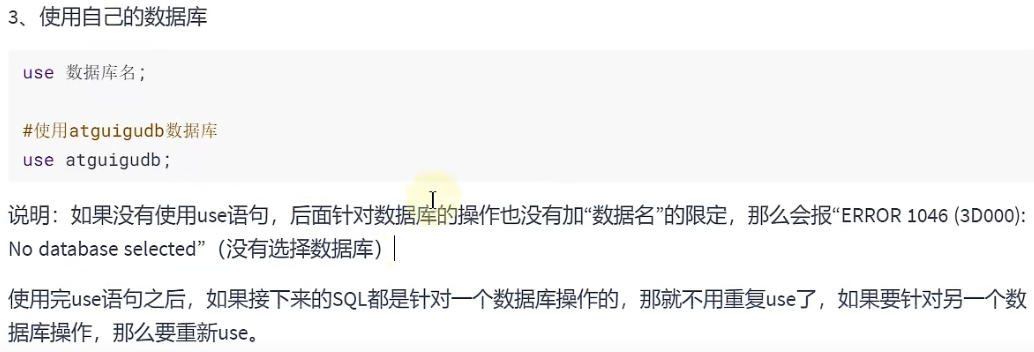 3、使用自己的数据库
use 数据库名;
#使用atguigudb数据库
use atguigudb;
说明：如果没有使用use语句，后面针对数据库的操作也没有加“数据名”的限定，那么会报“ERROR 1046 (3D000):
No database selected”（没有选择数据库）
使用完use语句之后，如果接下来的SQL都是针对一个数据库操作的，那就不用重复use了，如果要针对另一个数
据库操作，那么要重新use。